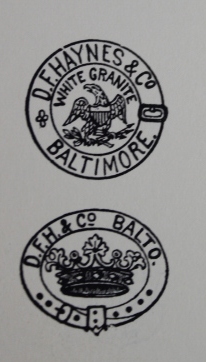 D.F. HAYNES & Co
WHITE GRANITE
BALTIMORE.
D.F.H. & Co BALTO.